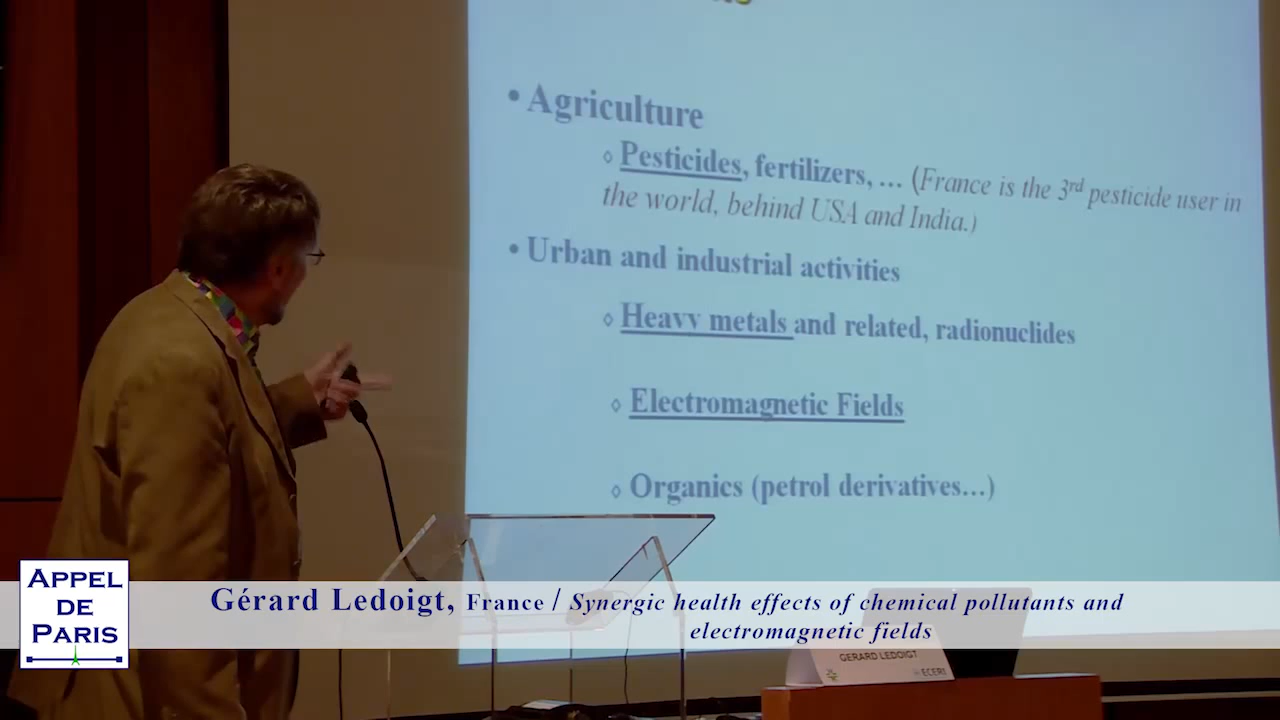 • Agriculture
◊ Pesticides, fertilizers, ... (France is the 3rd pesticide user in
the world, behind USA and India.)
• Urban and industrial activities
◊ Heavy metals and related, radionuclides
◊ Electromagnetic Fields
◊ Organics (petrol derivatives...)
APPEL
DE
PARIS
Gérard Ledoigt, France / Synergic health effects of chemical pollutants and
electromagnetic fields
GERARD LEDOIGT
ECERI